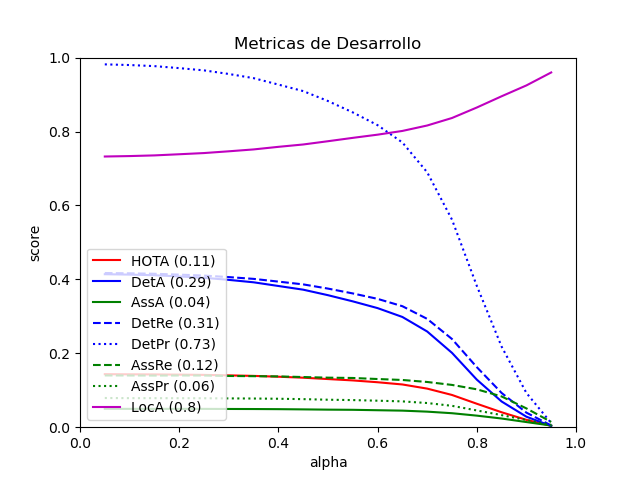 Metricas de Desarrollo
1.0
0.8
0.6
0.4
0.2
0.0
score
HOTA (0.11)
DetA (0.29)
AssA (0.04)
DetRe (0.31)
DetPr (0.73)
AssRe (0.12)
AssPr (0.06)
LocA (0.8)
0.0 0.2 0.4 0.6 0.8 1.0
alpha